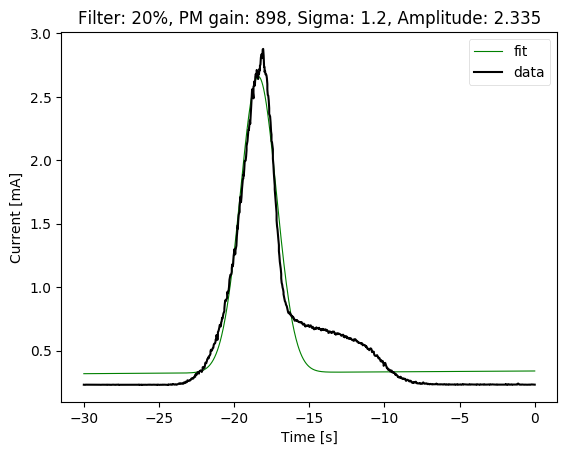 Filter: 20%, PM gain: 898, Sigma: 1.2, Amplitude: 2.335
fit
data
3.0
2.5
2.0
1.5
1.0
0.5
Current [mA]
−30
−25
−20
−15
−10
−5
0
Time [s]